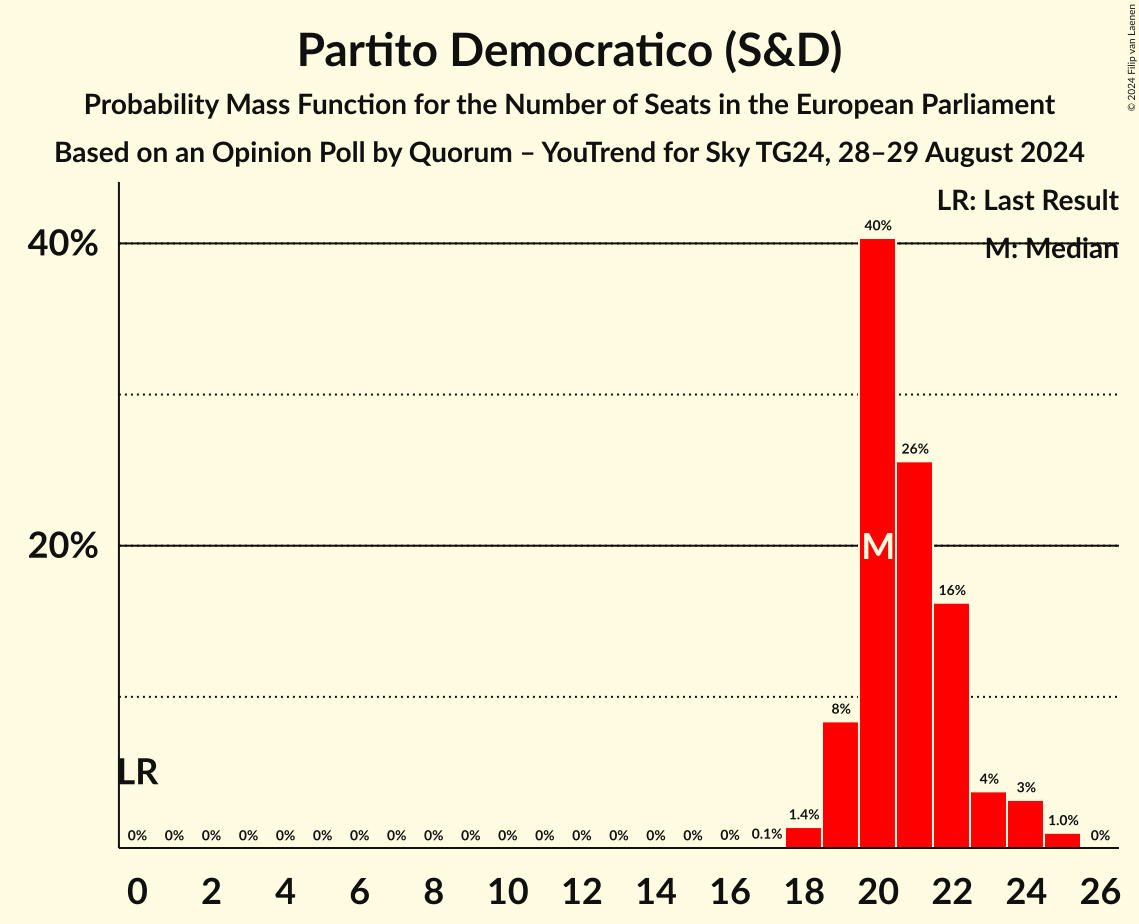 Partito Democratico (S&D)
Probability Mass Function for the Number of Seats in the European Parliament
Based on an Opinion Poll by Quorum – YouTrend for Sky TG24, 28–29 August 2024
© 2024 Filip van Laenen
LR: Last Result
M: Median
40%
20%
40%
26%
M
16%
8%
LR
4%
3%
0% 0% 0% 0% 0% 0% 0% 0% 0% 0% 0% 0% 0% 0% 0% 0% 0% 0.1% 1.4% 1.0% 0%
0 2 4 6 8 10 12 14 16 18 20 22 24 26